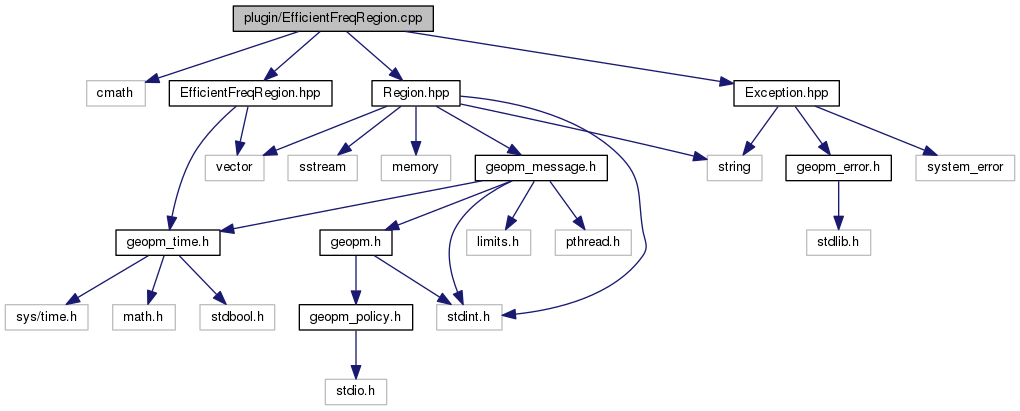 plugin/EfficientFreqRegion.cpp
cmath
EfficientFreqRegion.hpp
Region.hpp
Exception.hpp
vector
sstream
memory
geopm_message.h
string
geopm_error.h
system_error
geopm_time.h
geopm.h
limits.h
pthread.h
stdlib.h
sys/time.h
math.h
stdbool.h
geopm_policy.h
stdint.h
stdio.h